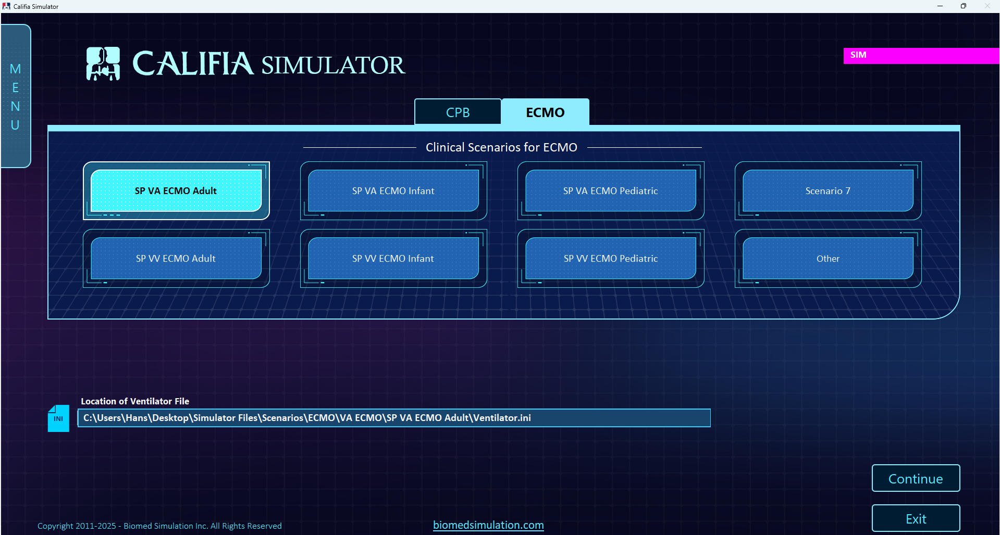 Califia Simulator
MENU
CALIFIA SIMULATOR
SIM
CPB
ECMO
Clinical Scenarios for ECMO
SP VA ECMO Adult
SP VA ECMO Infant
SP VA ECMO Pediatric
Scenario 7
SP VV ECMO Adult
SP VV ECMO Infant
SP VV ECMO Pediatric
Other
Location of Ventilator File
INI
C:\Users\Hans\Desktop\Simulator Files\Scenarios\ECMO\VA ECMO\SP VA ECMO Adult\Ventilator.ini
Continue
Exit
Copyright 2011-2025 - Biomed Simulation Inc. All Rights Reserved
biomedsimulation.com